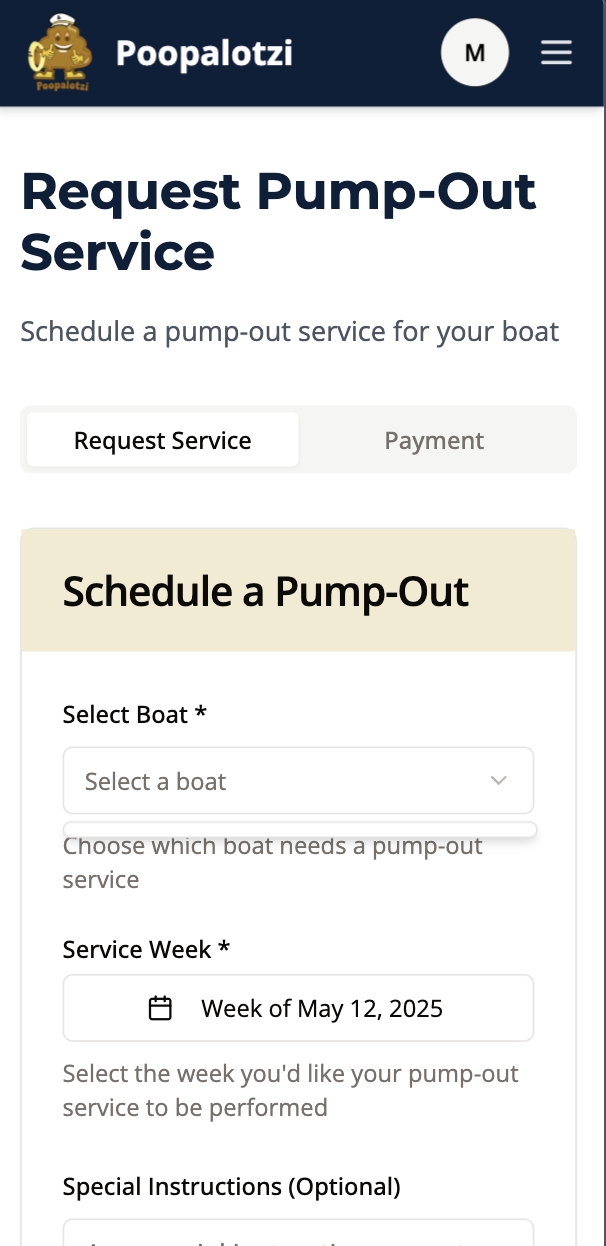 Poopalotzi
Poopalotzi
M
Request Pump-Out
Service
Schedule a pump-out service for your boat
Request Service
Payment
Schedule a Pump-Out
Select Boat *
Select a boat
Choose which boat needs a pump-out
service
Service Week *
Week of May 12, 2025
Select the week you'd like your pump-out
service to be performed
Special Instructions (Optional)